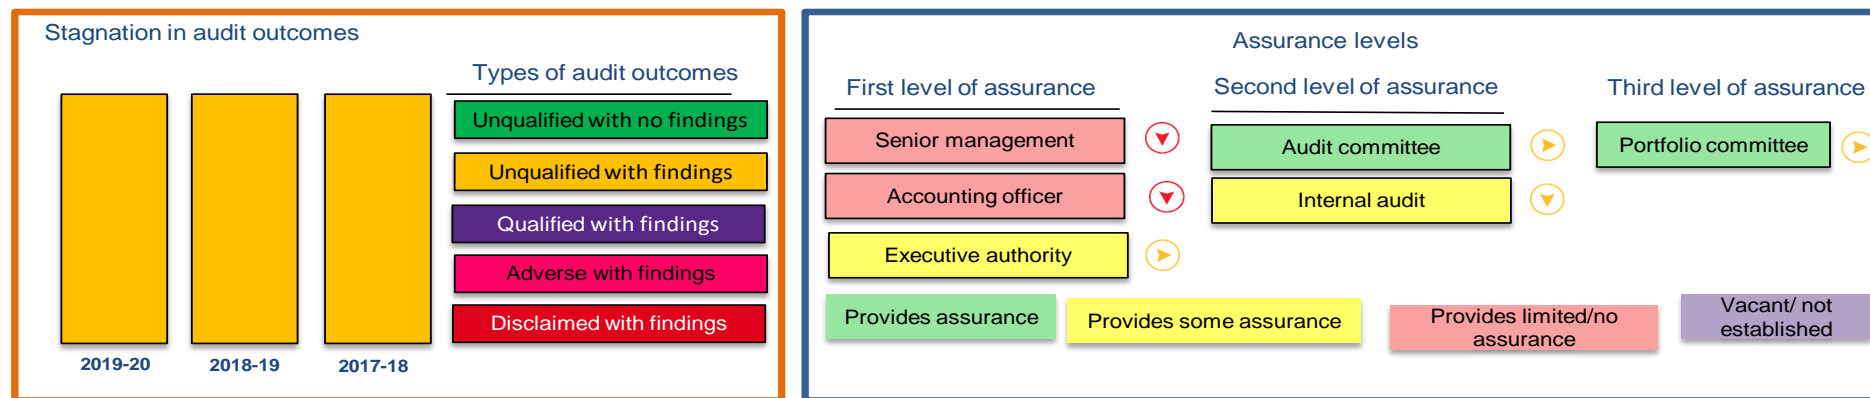 Stagnation in audit outcomes
Types of audit outcomes
Unqualified with no findings
Unqualified with findings
Qualified with findings
Adverse with findings
Disclaimed with findings
2019-20
2018-19
2017-18
Assurance levels
First level of assurance
Senior management
Accounting officer
Executive authority
Second level of assurance
Audit committee
Internal audit
Third level of assurance
Portfolio committee
Provides assurance
Provides some assurance
Provides limited/no
assurance
Vacant/ not
established